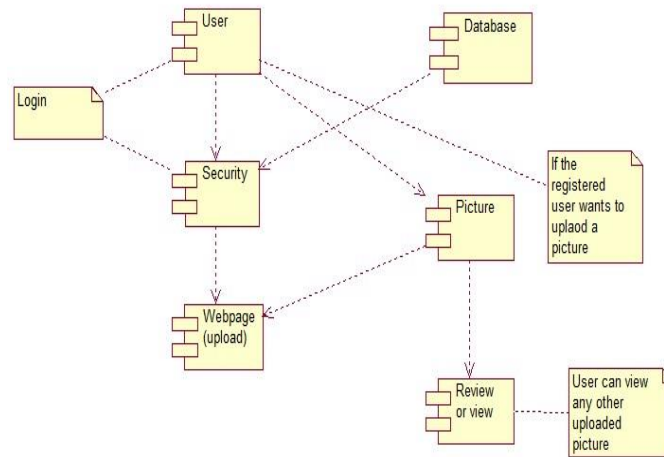 User
Database
Login
Security
If the
registered
user wants to
uplaod a
picture
Picture
Webpage
(upload)
Review
or view
User can view
any other
uploaded
picture